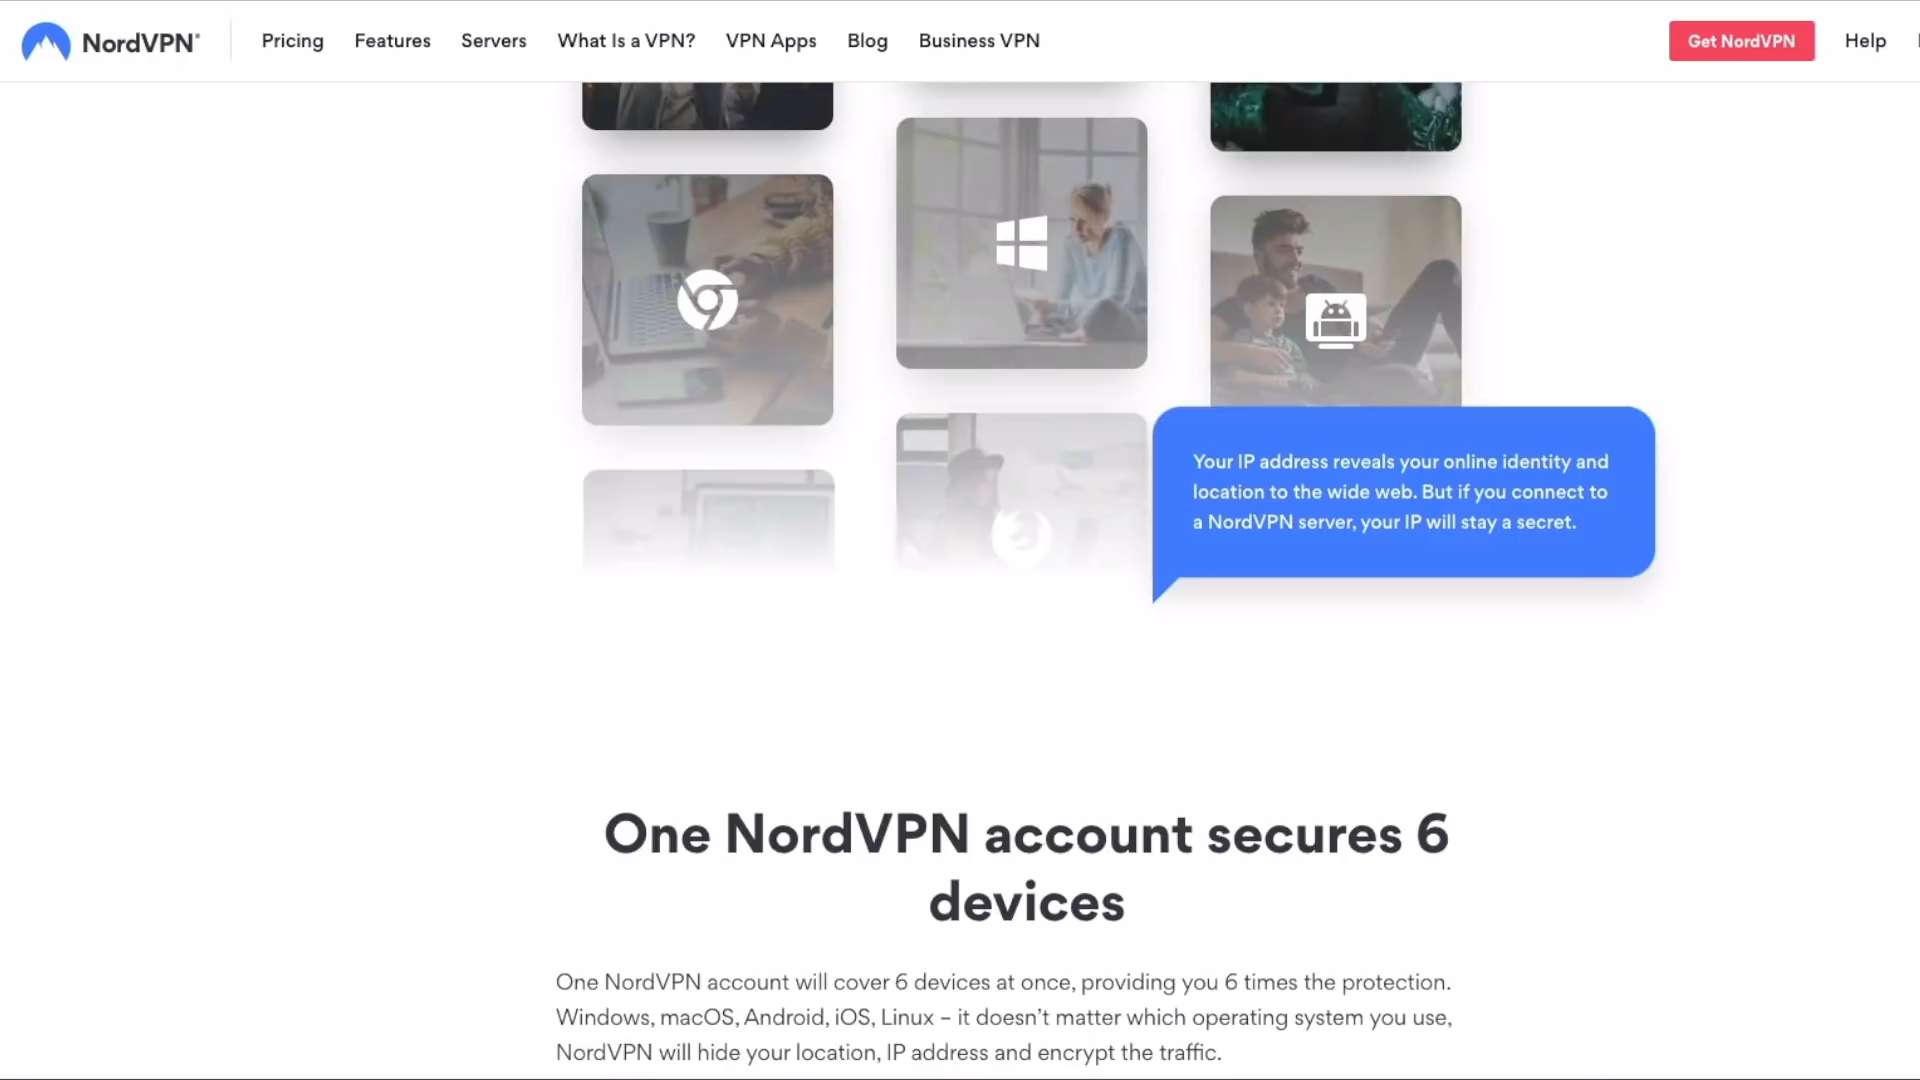 NordVPN®
Pricing
Features
Servers
What Is a VPN?
VPN Apps
Blog
Business VPN
Get NordVPN
Help
Your IP address reveals your online identity and
location to the wide web. But if you connect to
a NordVPN server, your IP will stay a secret.
One NordVPN account secures 6
devices
One NordVPN account will cover 6 devices at once, providing you 6 times the protection.
Windows, macOS, Android, iOS, Linux – it doesn’t matter which operating system you use,
NordVPN will hide your location, IP address and encrypt the traffic.